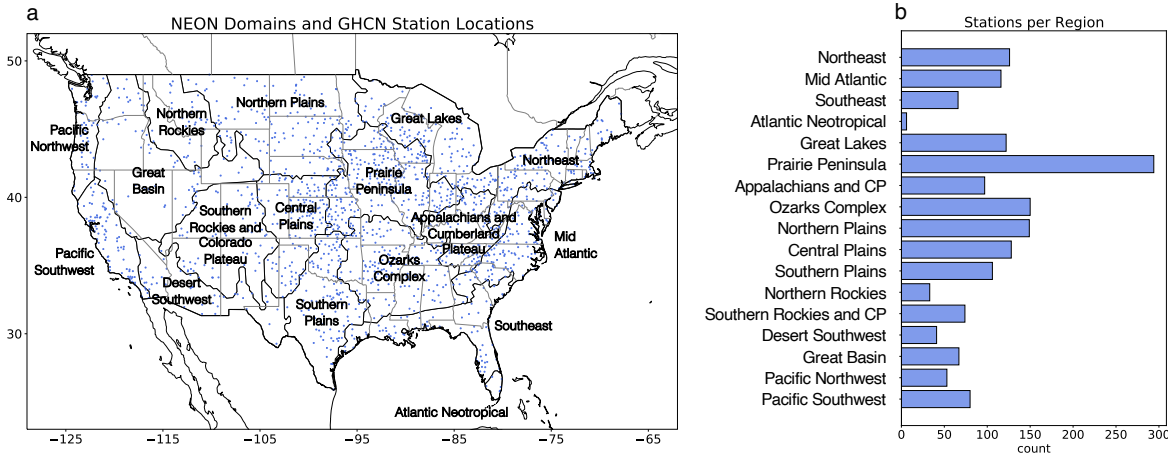 a
NEON Domains and GHCN Station Locations
50
40
30
−125
−115
−105
−95
−85
−75
−65
Northern Plains
Northern
Rockies
Great Lakes
Pacific
Northwest
Northeast
Great
Basin
Prairie
Peninsula
Southern
Rockies and
Colorado
Plateau
Central
Plains
Appalachians and
Cumberland
Plateau
Mid
Atlantic
Pacific
Southwest
Ozarks
Complex
Desert
Southwest
Southern
Plains
Southeast
Atlantic Neotropical
b
Stations per Region
Northeast
Mid Atlantic
Southeast
Atlantic Neotropical
Great Lakes
Prairie Peninsula
Appalachians and CP
Ozarks Complex
Northern Plains
Central Plains
Southern Plains
Northern Rockies
Southern Rockies and CP
Desert Southwest
Great Basin
Pacific Northwest
Pacific Southwest
0
50
100
150
200
250
300
count